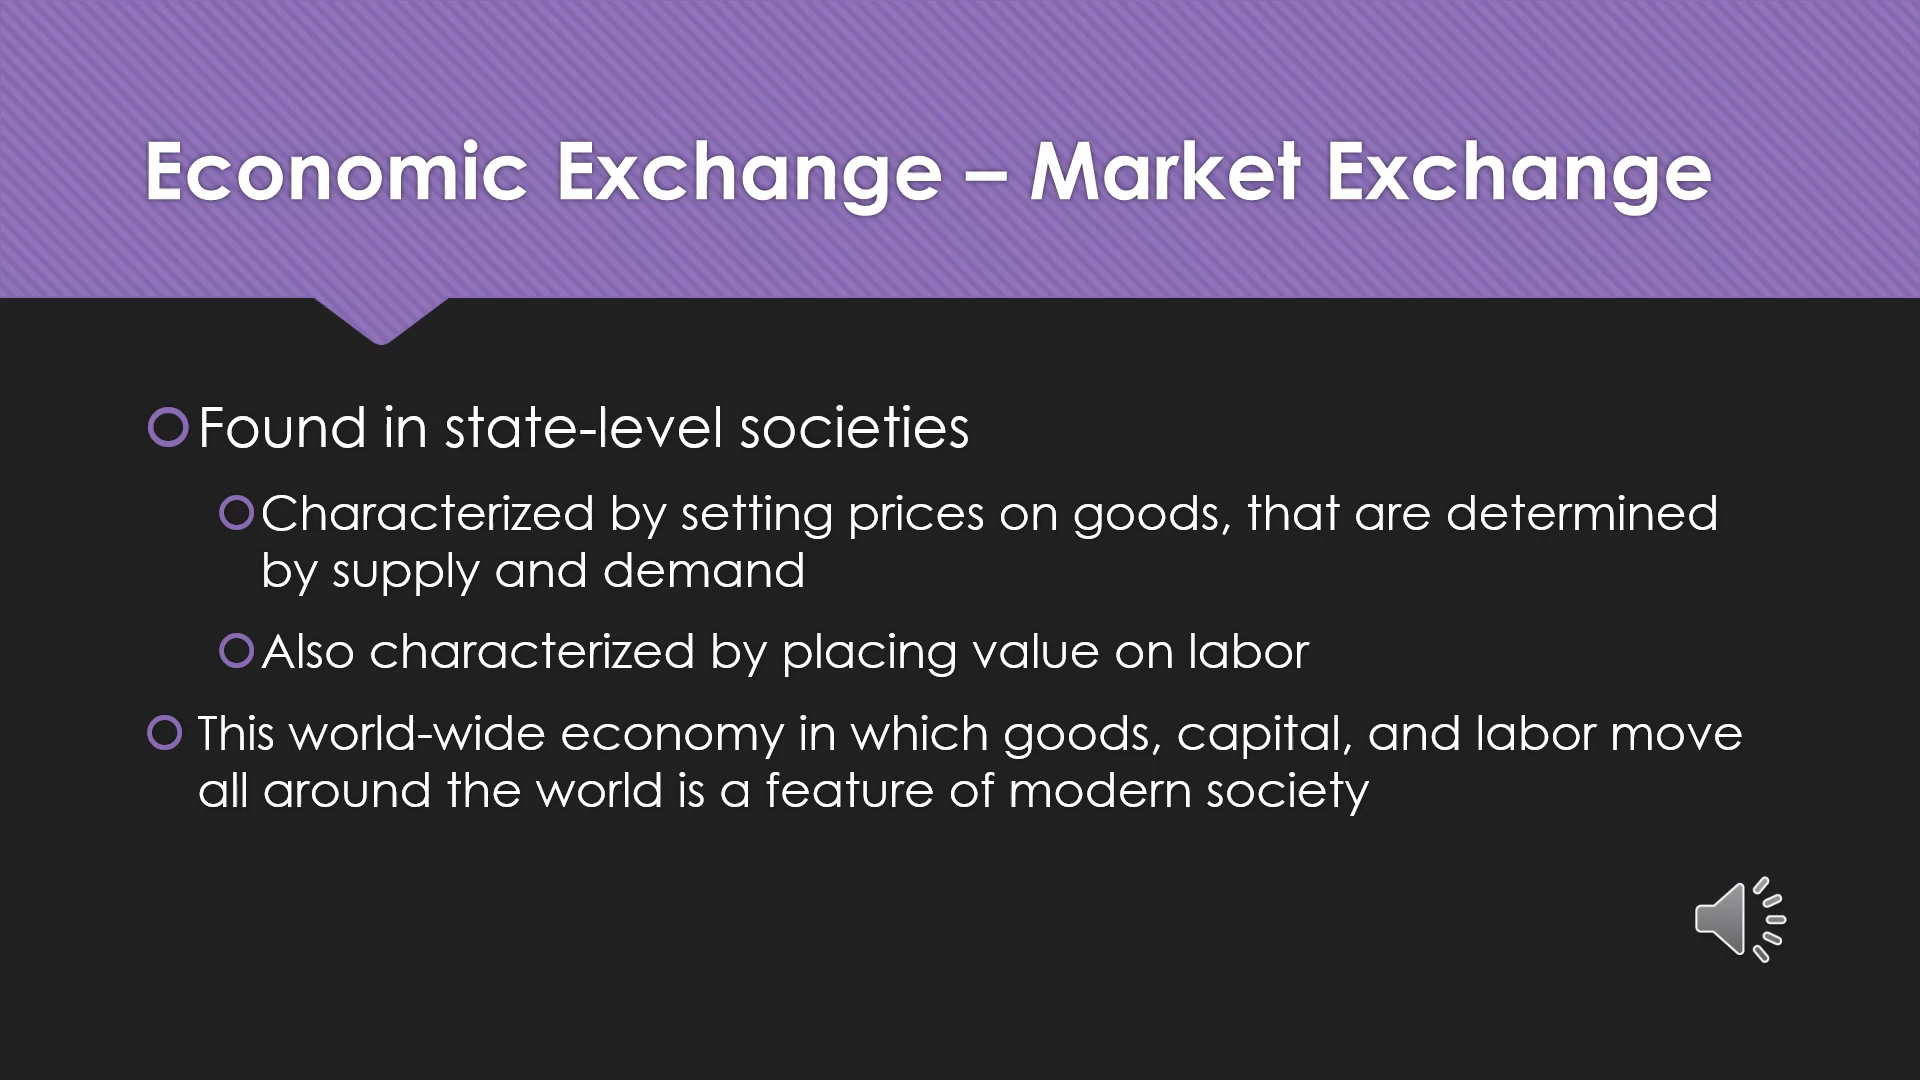 Economic Exchange – Market Exchange
Found in state-level societies
Characterized by setting prices on goods, that are determined
by supply and demand
Also characterized by placing value on labor
This world-wide economy in which goods, capital, and labor move
all around the world is a feature of modern society